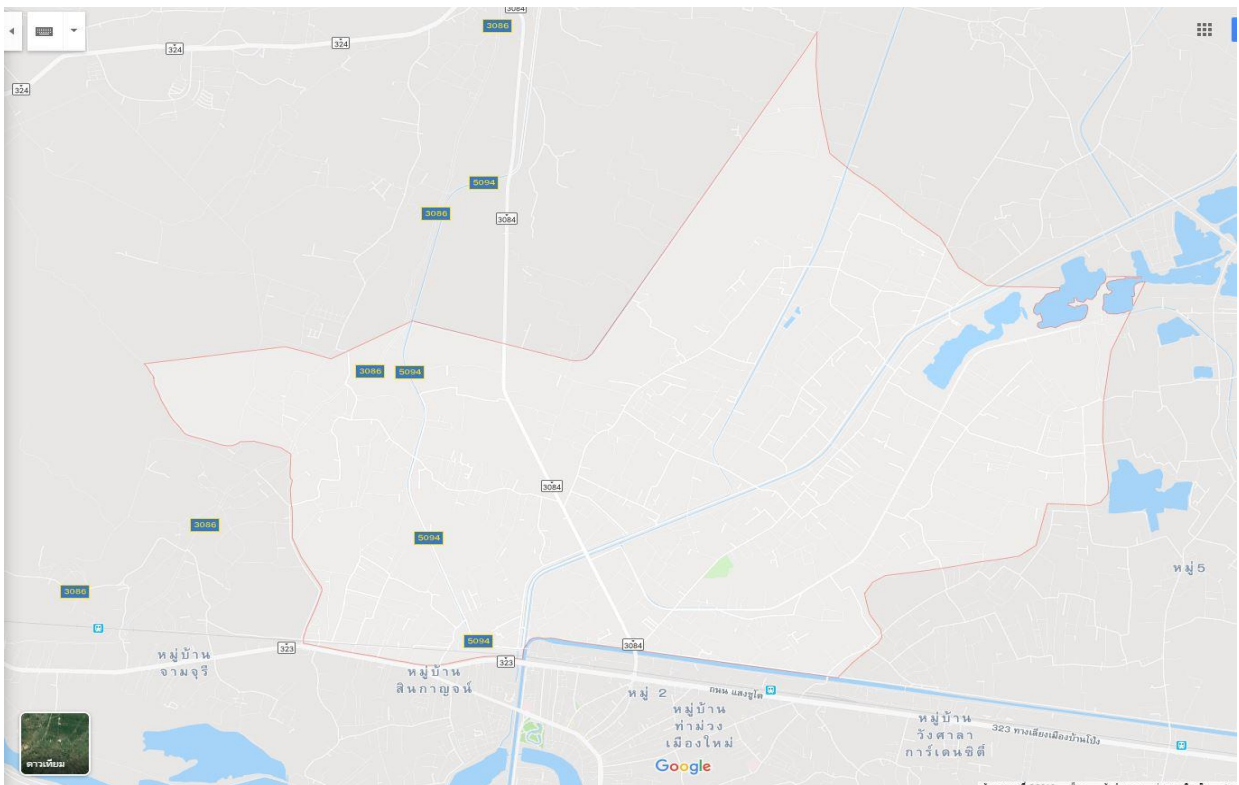 3084
3086
324
324
324
5094
3086
3084
3086
5094
3084
3086
5094
3086
หมู่ 5
5094
3084
323
323
หมู่บ้าน
จามจุรี
หมู่บ้าน
สินกาญจน์
หมู่ 2
ถนน แสงชูโต
หมู่บ้าน
ท่าม่วง
เมืองใหม่
หมู่บ้าน
วังศาลา
การ์เดนซิตี้
323 ทางเลี่ยงเมืองบ้านโป่ง
ดาวเทียม
Google